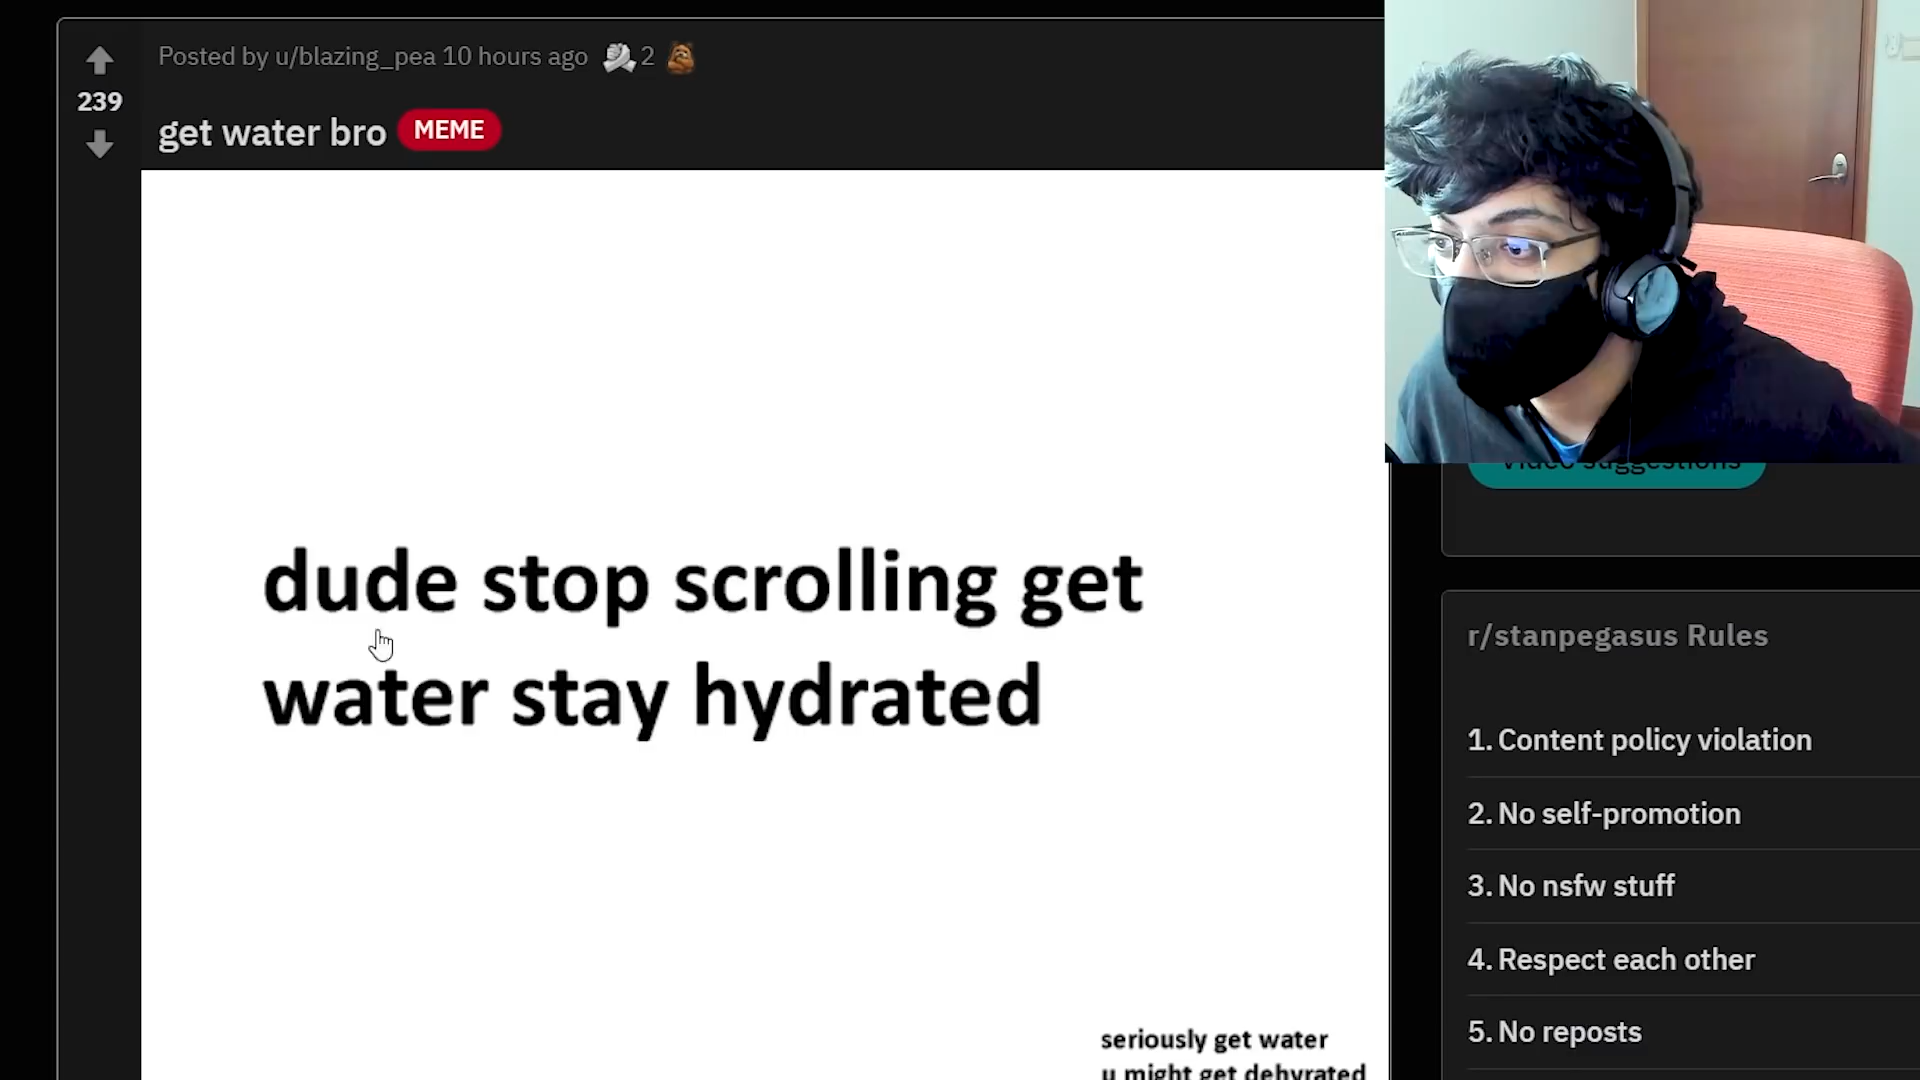 Posted by u/blazing_pea 10 hours ago 2
239
get water bro MEME
dude stop scrolling get
water stay hydrated
seriously get water
u might get dehyrated
Video suggestions
r/stanpegasus Rules
1. Content policy violation
2. No self-promotion
3. No nsfw stuff
4. Respect each other
5. No reposts